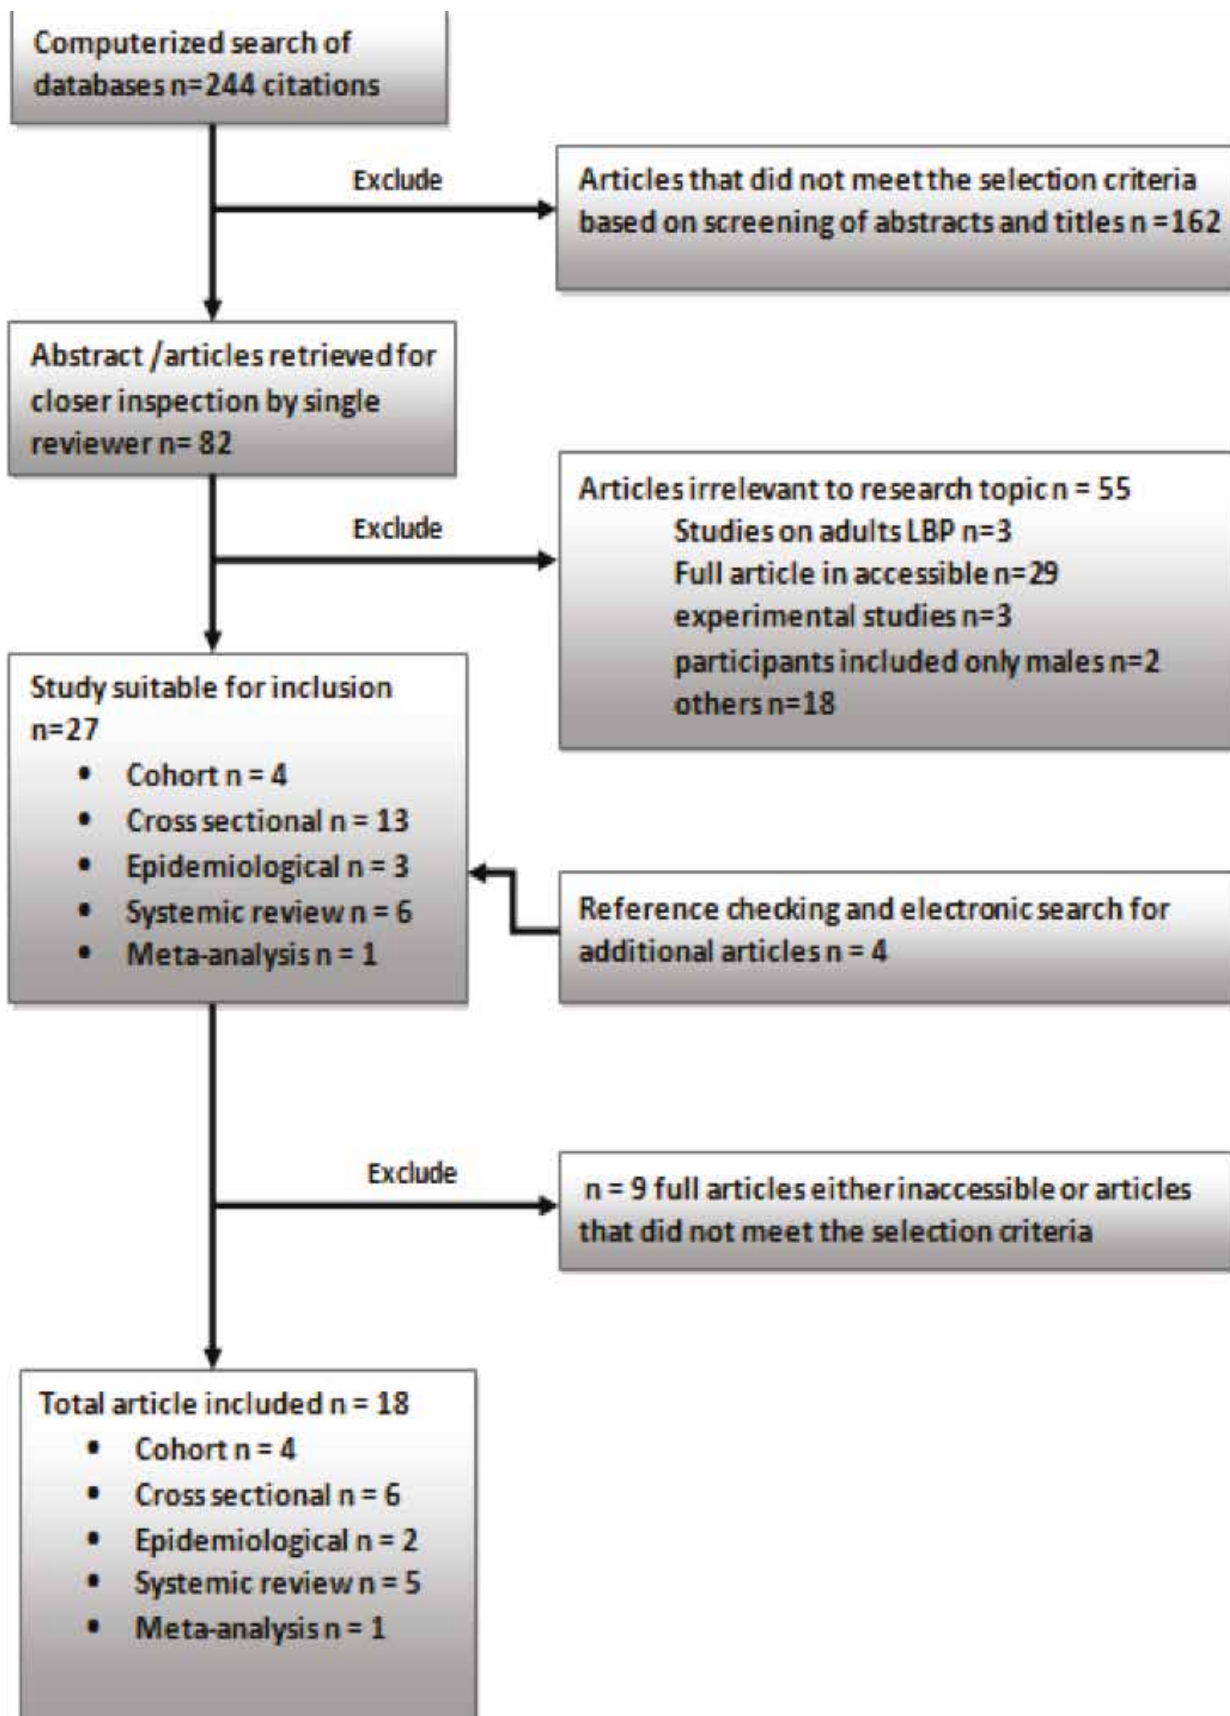 Computerized search of
databases n=244 citations
Exclude
Articles that did not meet the selection criteria
based on screening of abstracts and titles n =162
Abstract /articles retrieved for
closer inspection by single
reviewer n= 82
Exclude
Articles irrelevant to research topic n = 55
Studies on adults LBP n=3
Full article in accessible n=29
experimental studies n=3
participants included only males n=2
others n=18
Study suitable for inclusion
n=27
• Cohort n = 4
• Cross sectional n = 13
• Epidemiological n = 3
• Systemic review n = 6
• Meta-analysis n = 1
Reference checking and electronic search for
additional articles n = 4
Exclude
n = 9 full articles either inaccessible or articles
that did not meet the selection criteria
Total article included n = 18
• Cohort n = 4
• Cross sectional n = 6
• Epidemiological n = 2
• Systemic review n = 5
• Meta-analysis n = 1